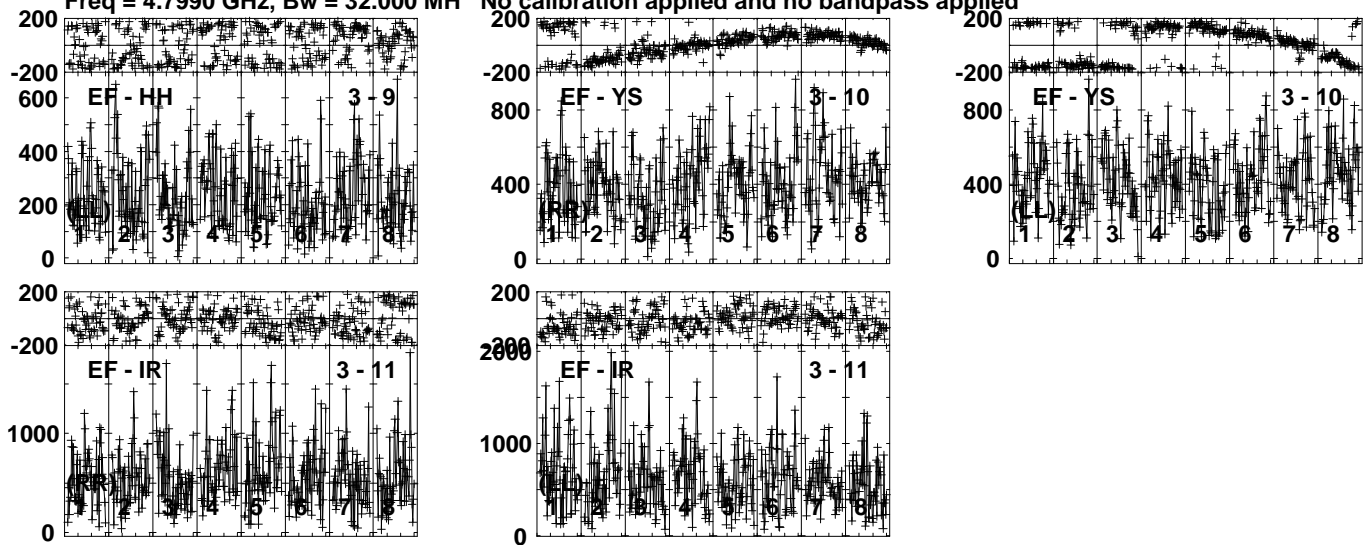 Freq = 4.7990 GHz, Bw = 32.000 MH No calibration applied and no bandpass applied
200
-200
EF - HH 3 - 9
600
400
200
0
(LL)
1 2 3 4 5 6 7 8
200
-200
EF - YS 3 - 10
800
400
0
(RR)
1 2 3 4 5 6 7 8
200
-200
EF - YS 3 - 10
800
400
0
(LL)
1 2 3 4 5 6 7 8
200
-200
EF - IR 3 - 11
1000
0
(RR)
1 2 3 4 5 6 7 8
200
-200
2000
EF - IR 3 - 11
1000
0
(LL)
1 2 3 4 5 6 7 8